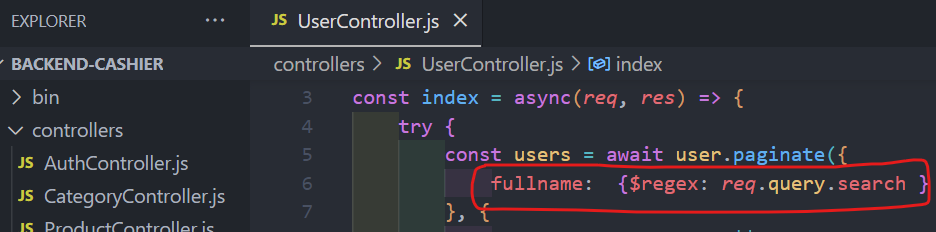 EXPLORER ··· JS UserController.js ×
BACKEND-CASHIER controllers > JS UserController.js > index
> bin 3 const index = async(req, res) => {
controllers 4 try {
JS AuthController.js 5 const users = await user.paginate({
JS CategoryController.js 6 fullname: {$regex: req.query.search }
JS ProductController.js 7 }, {